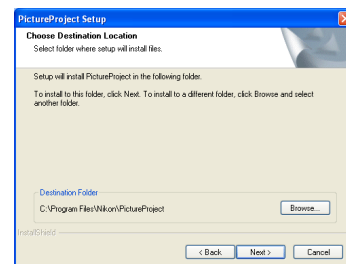 PictureProject Setup
Choose Destination Location
Select folder where setup will install files.
Setup will install PictureProject in the following folder.
To install to this folder, click Next. To install to a different folder, click Browse and select
another folder.
Destination Folder
C:\Program Files\Nikon\PictureProject
Browse...
InstallShield
< Back
Next >
Cancel